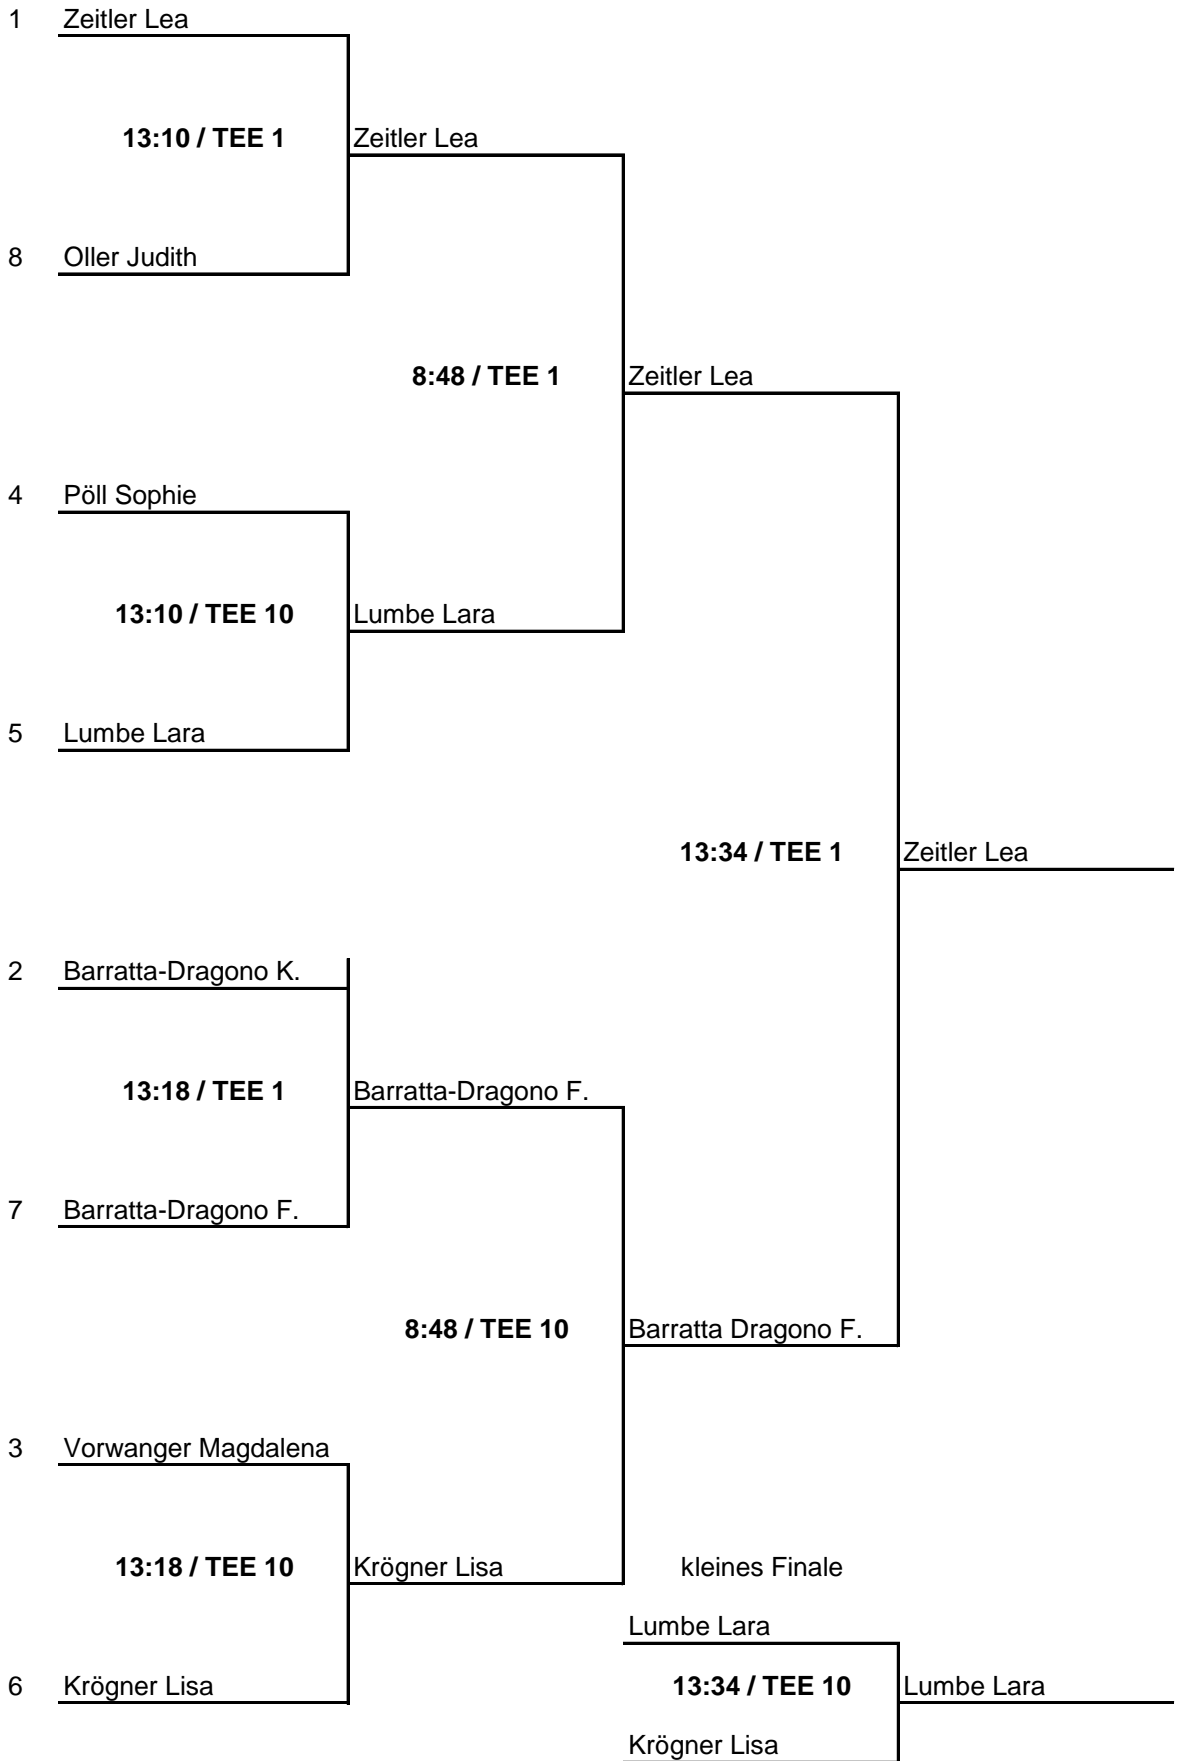 1 Zeitler Lea
13:10 / TEE 1 Zeitler Lea
8 Oller Judith
8:48 / TEE 1 Zeitler Lea
4 Pöll Sophie
13:10 / TEE 10 Lumbe Lara
5 Lumbe Lara
13:34 / TEE 1 Zeitler Lea
2 Barratta-Dragono K.
13:18 / TEE 1 Barratta-Dragono F.
7 Barratta-Dragono F.
8:48 / TEE 10 Barratta Dragono F.
3 Vorwanger Magdalena
13:18 / TEE 10 Krögner Lisa kleines Finale
Lumbe Lara
6 Krögner Lisa 13:34 / TEE 10 Lumbe Lara
Krögner Lisa